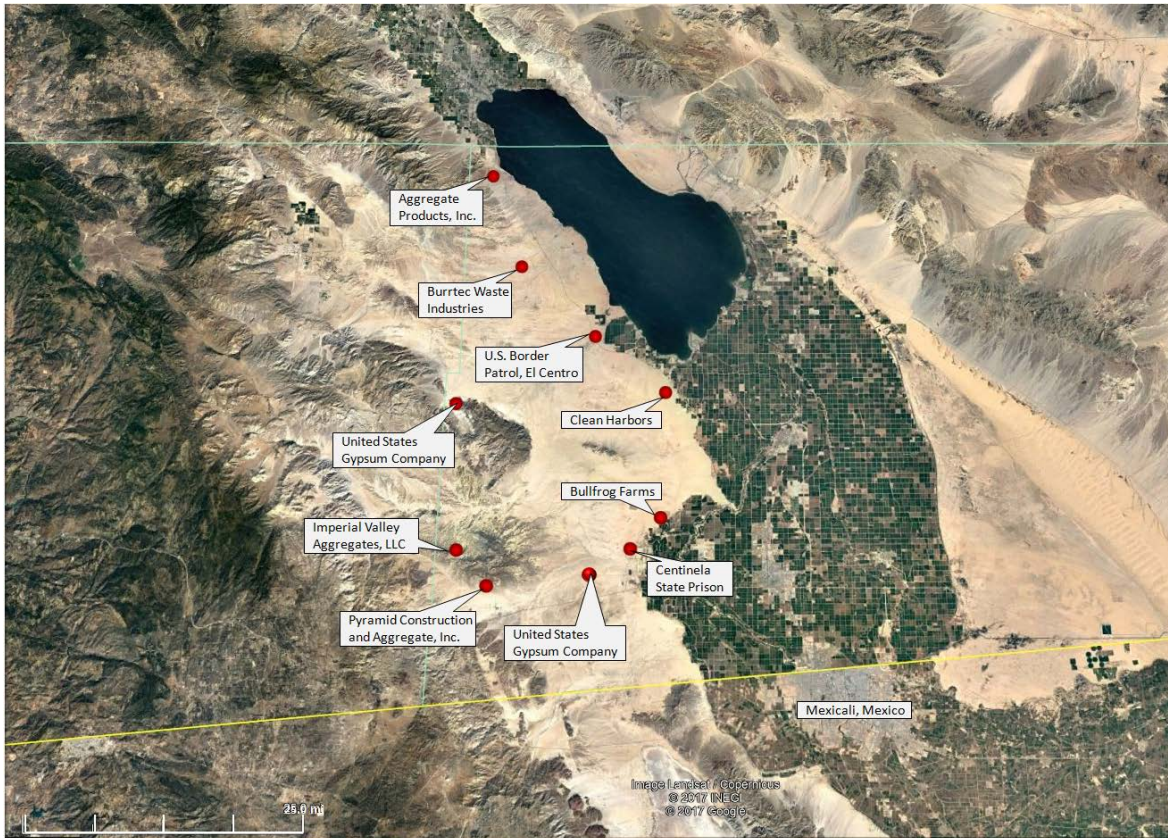 Aggregate
Products, Inc.
Burrtec Waste
Industries
U.S. Border
Patrol, El Centro
Clean Harbors
United States
Gypsum Company
Bullfrog Farms
Imperial Valley
Aggregates, LLC
Centinela
State Prison
Pyramid Construction
and Aggregate, Inc.
United States
Gypsum Company
Mexicali, Mexico
Image Landsat / Copernicus
© 2017 INEGI
© 2017 Google
25.0 mi